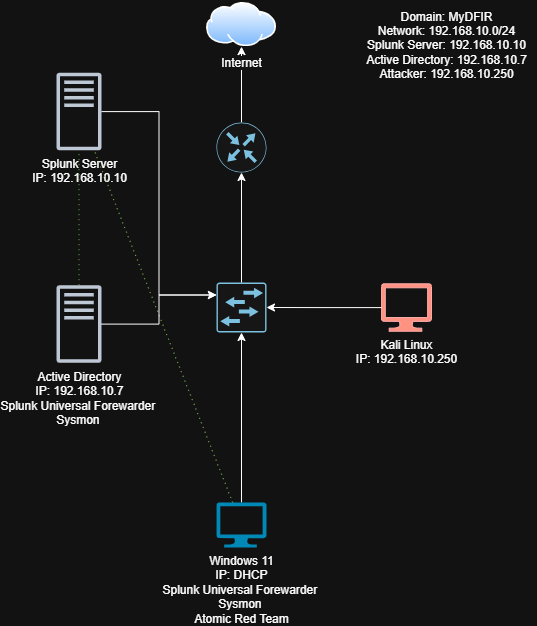 Domain: MyDFIR
Network: 192.168.10.0/24
Splunk Server: 192.168.10.10
Active Directory: 192.168.10.7
Attacker: 192.168.10.250
Internet
Splunk Server
IP: 192.168.10.10
Active Directory
IP: 192.168.10.7
Splunk Universal Forewarder
Sysmon
Kali Linux
IP: 192.168.10.250
Windows 11
IP: DHCP
Splunk Universal Forewarder
Sysmon
Atomic Red Team